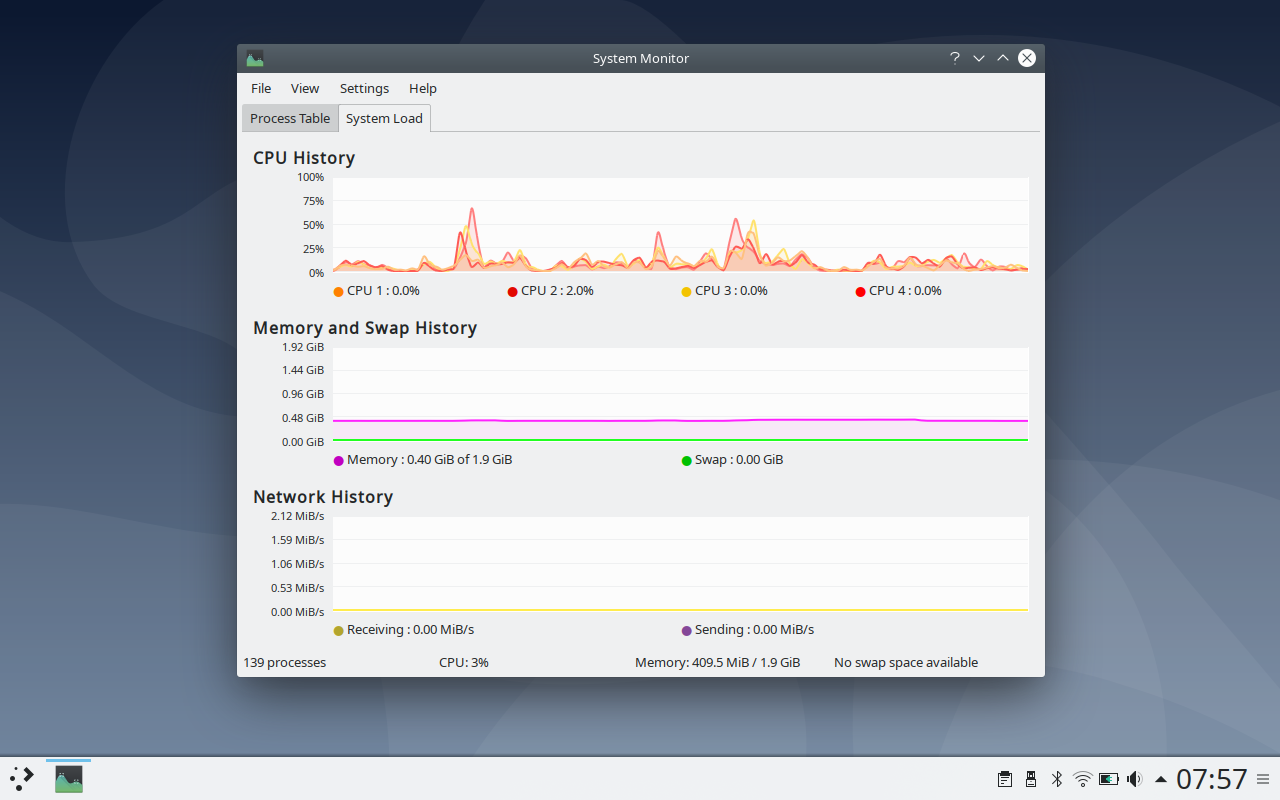 System Monitor
File View Settings Help
Process Table System Load
CPU History
100%
75%
50%
25%
0%
CPU 1 : 0.0% CPU 2 : 2.0% CPU 3 : 0.0% CPU 4 : 0.0%
Memory and Swap History
1.92 GiB
1.44 GiB
0.96 GiB
0.48 GiB
0.00 GiB
Memory : 0.40 GiB of 1.9 GiB Swap : 0.00 GiB
Network History
2.12 MiB/s
1.59 MiB/s
1.06 MiB/s
0.53 MiB/s
0.00 MiB/s
Receiving : 0.00 MiB/s Sending : 0.00 MiB/s
139 processes CPU: 3% Memory: 409.5 MiB / 1.9 GiB No swap space available
07:57